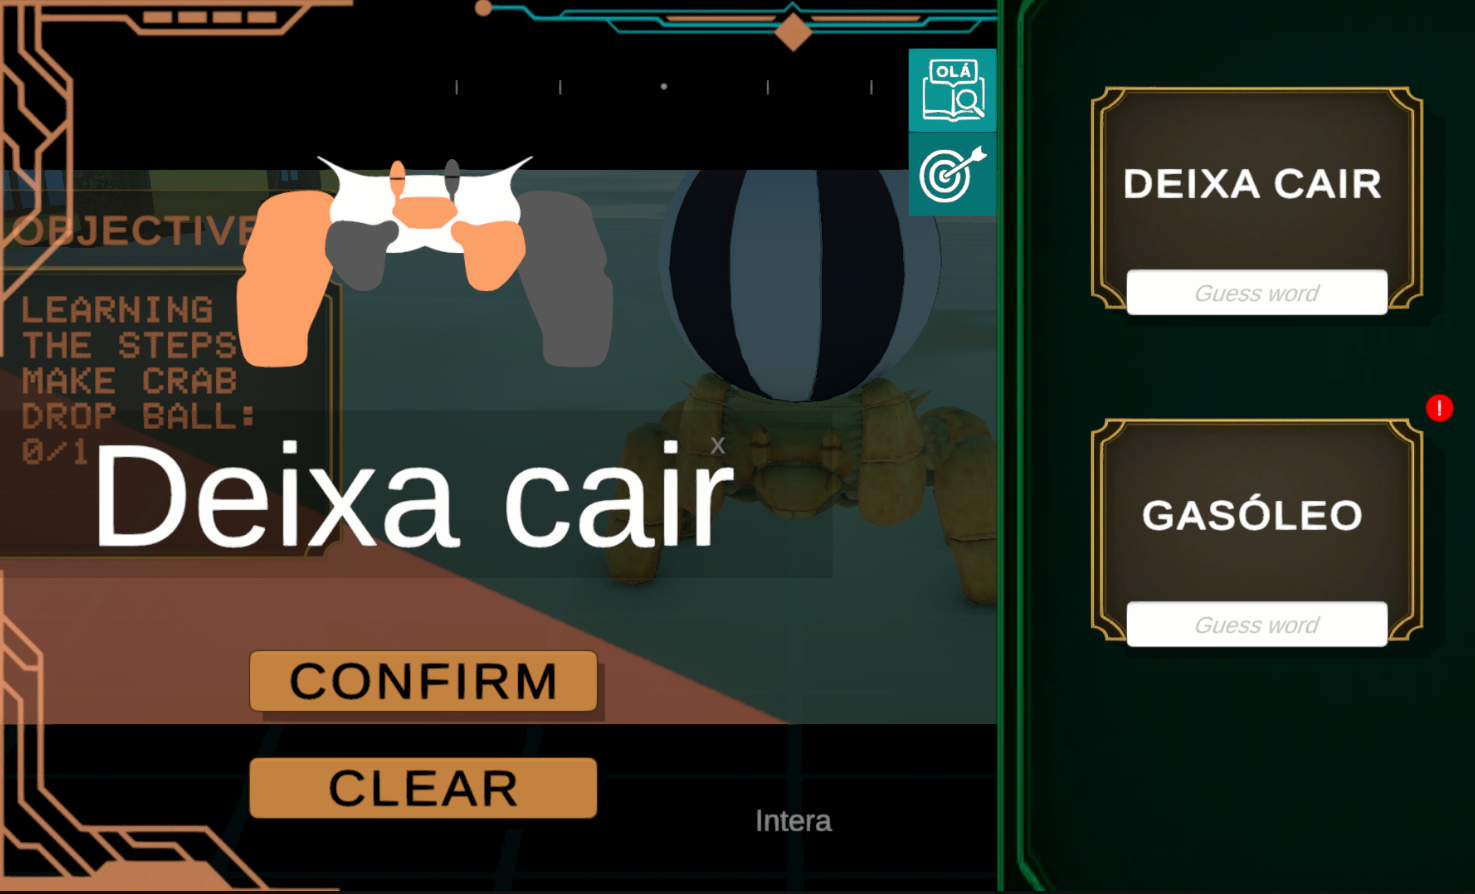 OLÁ
OBJECTIVE
LEARNING
THE STEPS
MAKE CRAB
DROP BALL:
0/1
x
Deixa cair
CONFIRM
CLEAR
Intera
DEIXA CAIR
Guess word
!
GASÓLEO
Guess word